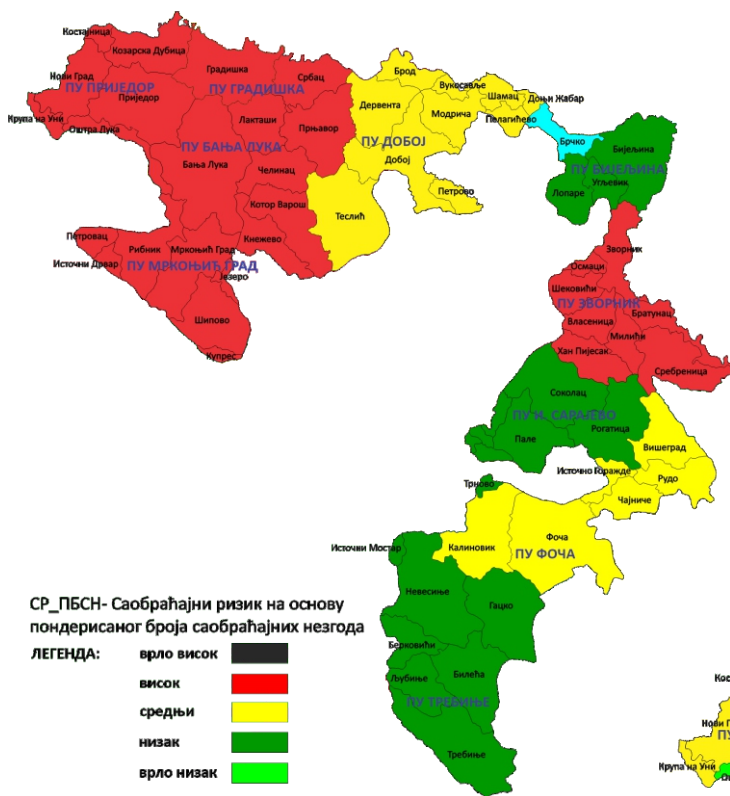 Костајница
Козарска Дубица
Градишка
Србац
Нови Град
ПУ ПРИЈЕДОР
ПУ ГРАДИШКА
Приједор
Крупа на Уни
Оштра Лука
Лакташи
Прњавор
ПУ БАЊА ЛУКА
Бања Лука
Челинац
Котор Варош
Кнежево
Петровац
Рибник
Мркоњић Град
Источни Дрвар
ПУ МРКОЊИЋ ГРАД
Језеро
Шипово
Купрес
Брод
Вукосавље
Дервента
Модрича
Шамац
Доњи Жабар
Пелагићево
ПУ ДОБОЈ
Добој
Петрово
Теслић
Брчко
Бијељина
ПУ БИЈЕЉИНА
Лопаре
Угљевик
Зворник
Осмаци
Шековићи
ПУ ЗВОРНИК
Братунац
Власеница
Милићи
Хан Пијесак
Сребреница
Соколац
ПУ И. САРАЈЕВО
Рогатица
Пале
Вишеград
Источно Горажде
Рудо
Трново
Чајниче
Фоча
Источни Мостар
Калиновик
ПУ ФОЧА
Невесиње
Гацко
Берковићи
Љубиње
Билећа
ПУ ТРЕБИЊЕ
Требиње
СР_ПБСН- Саобраћајни ризик на основу
пондерисаног броја саобраћајних незгода
ЛЕГЕНДА:
врло висок
висок
средњи
низак
врло низак
Кос
Нови Г
ПУ
Крупа на Уни
О